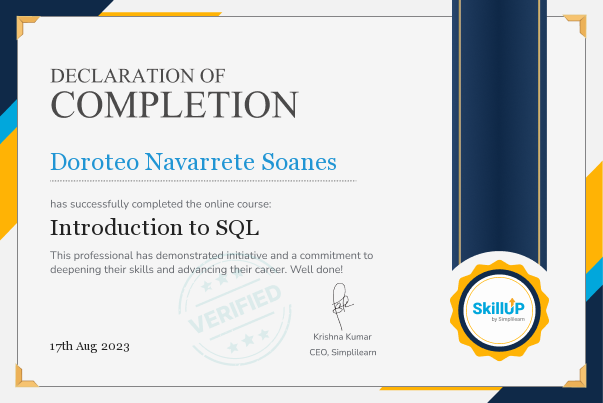 DECLARATION OF
COMPLETION
Doroteo Navarrete Soanes
has successfully completed the online course:
Introduction to SQL
This professional has demonstrated initiative and a commitment to
deepening their skills and advancing their career. Well done!
VERIFIED
SkillUP
by Simplilearn
17th Aug 2023
Krishna Kumar
CEO, Simplilearn